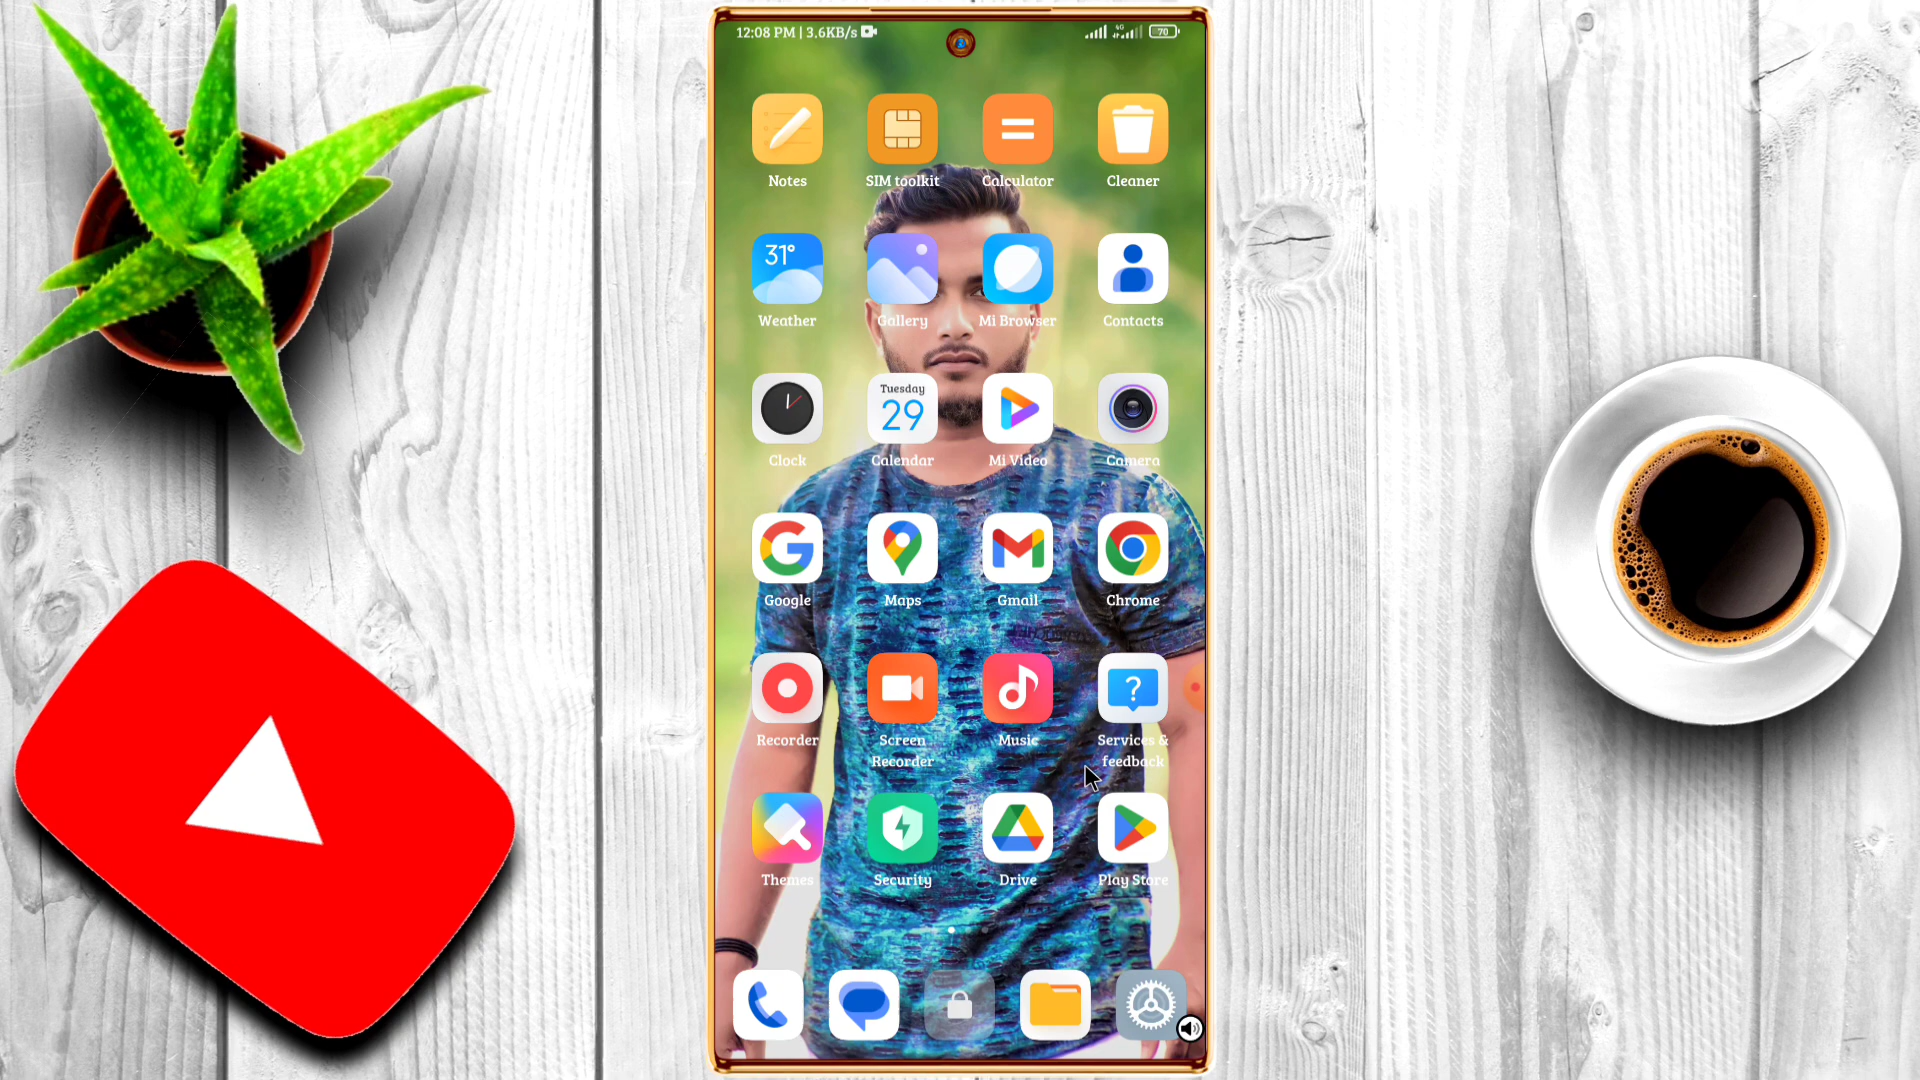 12:08 PM | 3.6KB/s
4G
70
Notes
SIM toolkit
Calculator
Cleaner
31°
Weather
Gallery
Mi Browser
Contacts
Tuesday
29
Clock
Calendar
Mi Video
Camera
Google
Maps
Gmail
Chrome
Recorder
Screen
Recorder
Music
Services &
feedback
Themes
Security
Drive
Play Store